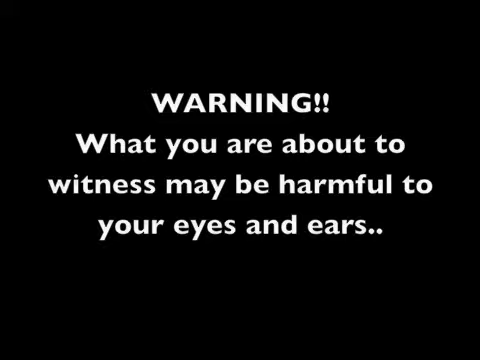 WARNING!!
What you are about to
witness may be harmful to
your eyes and ears..